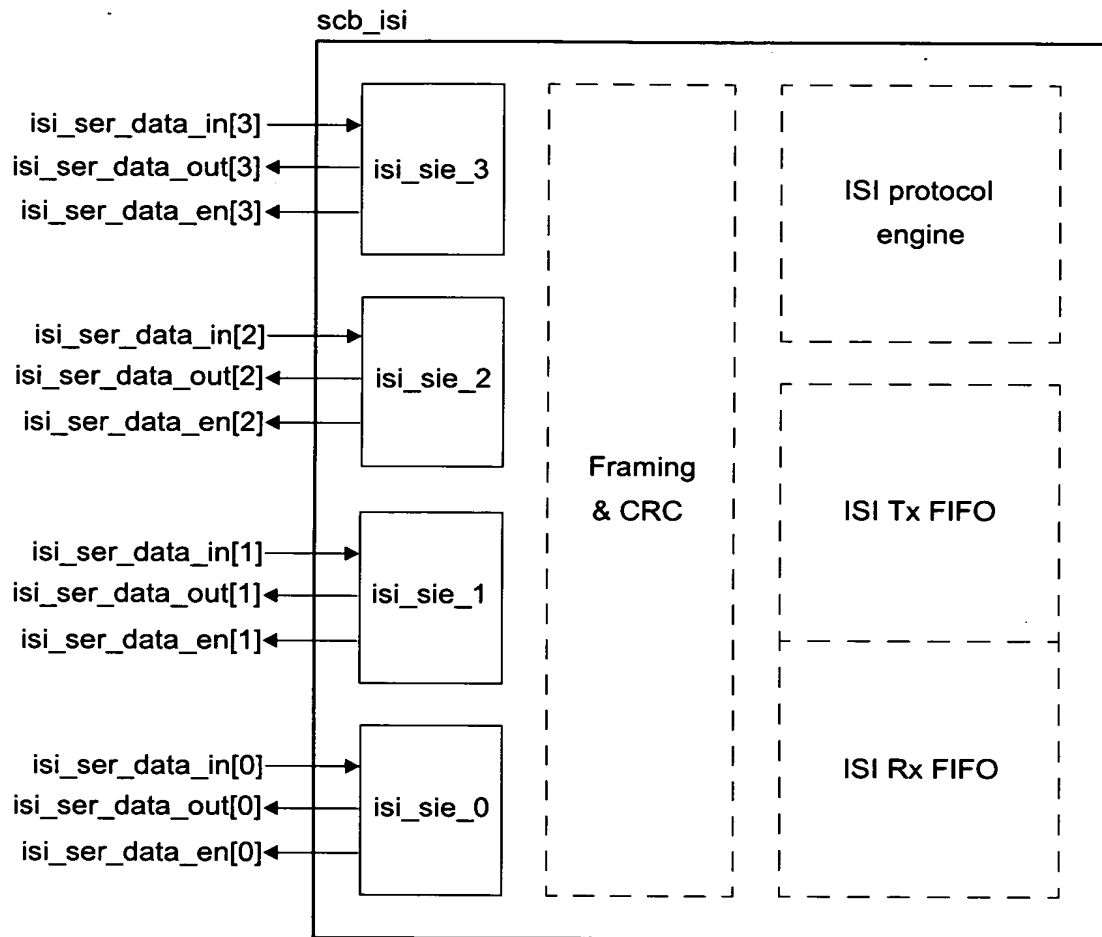 scb_isi
isi_ser_data_in[3]
isi_ser_data_out[3]
isi_ser_data_en[3]
isi_sie_3
isi_ser_data_in[2]
isi_ser_data_out[2]
isi_ser_data_en[2]
isi_sie_2
isi_ser_data_in[1]
isi_ser_data_out[1]
isi_ser_data_en[1]
isi_sie_1
isi_ser_data_in[0]
isi_ser_data_out[0]
isi_ser_data_en[0]
isi_sie_0
Framing
& CRC
ISI protocol
engine
ISI Tx FIFO
ISI Rx FIFO